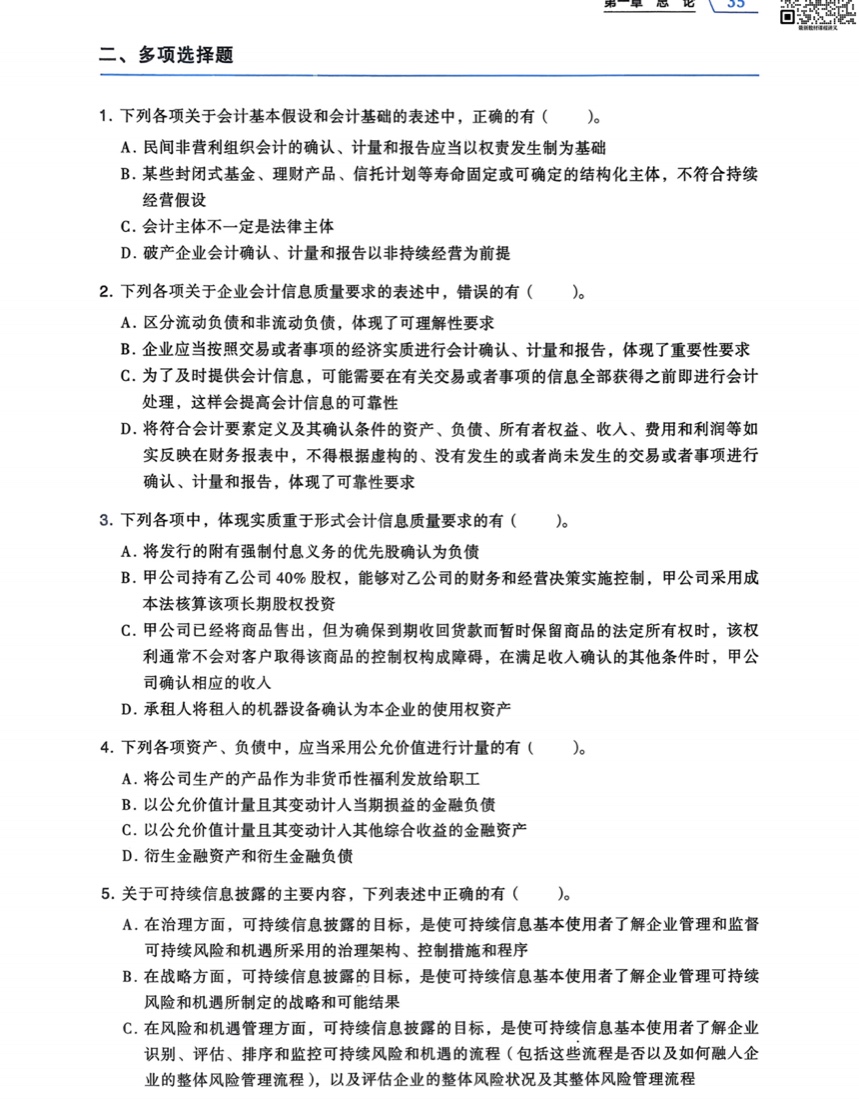 第一章 总 论 35
二、多项选择题
1. 下列各项关于会计基本假设和会计基础的表述中，正确的有（　　）。
A. 民间非营利组织会计的确认、计量和报告应当以权责发生制为基础
B. 某些封闭式基金、理财产品、信托计划等寿命固定或可确定的结构化主体，不符合持续
经营假设
C. 会计主体不一定是法律主体
D. 破产企业会计确认、计量和报告以非持续经营为前提
2. 下列各项关于企业会计信息质量要求的表述中，错误的有（　　）。
A. 区分流动负债和非流动负债，体现了可理解性要求
B. 企业应当按照交易或者事项的经济实质进行会计确认、计量和报告，体现了重要性要求
C. 为了及时提供会计信息，可能需要在有关交易或者事项的信息全部获得之前即进行会计
处理，这样会提高会计信息的可靠性
D. 将符合会计要素定义及其确认条件的资产、负债、所有者权益、收入、费用和利润等如
实反映在财务报表中，不得根据虚构的、没有发生的或者尚未发生的交易或者事项进行
确认、计量和报告，体现了可靠性要求
3. 下列各项中，体现实质重于形式会计信息质量要求的有（　　）。
A. 将发行的附有强制付息义务的优先股确认为负债
B. 甲公司持有乙公司 40% 股权，能够对乙公司的财务和经营决策实施控制，甲公司采用成
本法核算该项长期股权投资
C. 甲公司已经将商品售出，但为确保到期收回货款而暂时保留商品的法定所有权时，该权
利通常不会对客户取得该商品的控制权构成障碍，在满足收入确认的其他条件时，甲公
司确认相应的收入
D. 承租人将租入的机器设备确认为本企业的使用权资产
4. 下列各项资产、负债中，应当采用公允价值进行计量的有（　　）。
A. 将公司生产的产品作为非货币性福利发放给职工
B. 以公允价值计量且其变动计入当期损益的金融负债
C. 以公允价值计量且其变动计入其他综合收益的金融资产
D. 衍生金融资产和衍生金融负债
5. 关于可持续信息披露的主要内容，下列表述中正确的有（　　）。
A. 在治理方面，可持续信息披露的目标，是使可持续信息基本使用者了解企业管理和监督
可持续风险和机遇所采用的治理架构、控制措施和程序
B. 在战略方面，可持续信息披露的目标，是使可持续信息基本使用者了解企业管理可持续
风险和机遇所制定的战略和可能结果
C. 在风险和机遇管理方面，可持续信息披露的目标，是使可持续信息基本使用者了解企业
识别、评估、排序和监控可持续风险和机遇的流程（包括这些流程是否以及如何融入企
业的整体风险管理流程），以及评估企业的整体风险状况及其整体风险管理流程